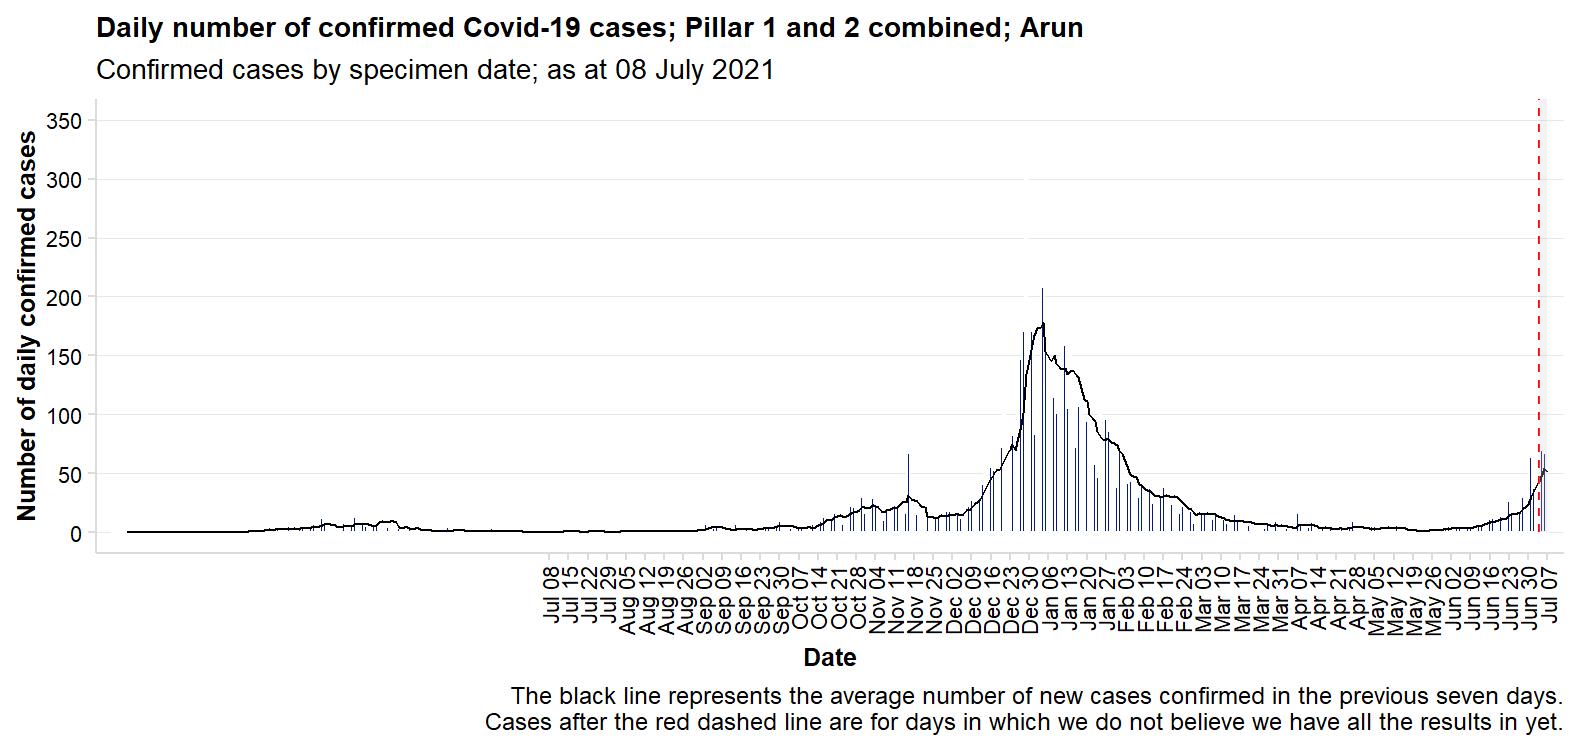 Daily number of confirmed Covid-19 cases; Pillar 1 and 2 combined; Arun
Confirmed cases by specimen date; as at 08 July 2021
Number of daily confirmed cases
350
300
250
200
150
100
50
0
Jul 08
Jul 15
Jul 22
Jul 29
Aug 05
Aug 12
Aug 19
Aug 26
Sep 02
Sep 09
Sep 16
Sep 23
Sep 30
Oct 07
Oct 14
Oct 21
Oct 28
Nov 04
Nov 11
Nov 18
Nov 25
Dec 02
Dec 09
Dec 16
Dec 23
Dec 30
Jan 06
Jan 13
Jan 20
Jan 27
Feb 03
Feb 10
Feb 17
Feb 24
Mar 03
Mar 10
Mar 17
Mar 24
Mar 31
Apr 07
Apr 14
Apr 21
Apr 28
May 05
May 12
May 19
May 26
Jun 02
Jun 09
Jun 16
Jun 23
Jun 30
Jul 07
Date
The black line represents the average number of new cases confirmed in the previous seven days.
Cases after the red dashed line are for days in which we do not believe we have all the results in yet.